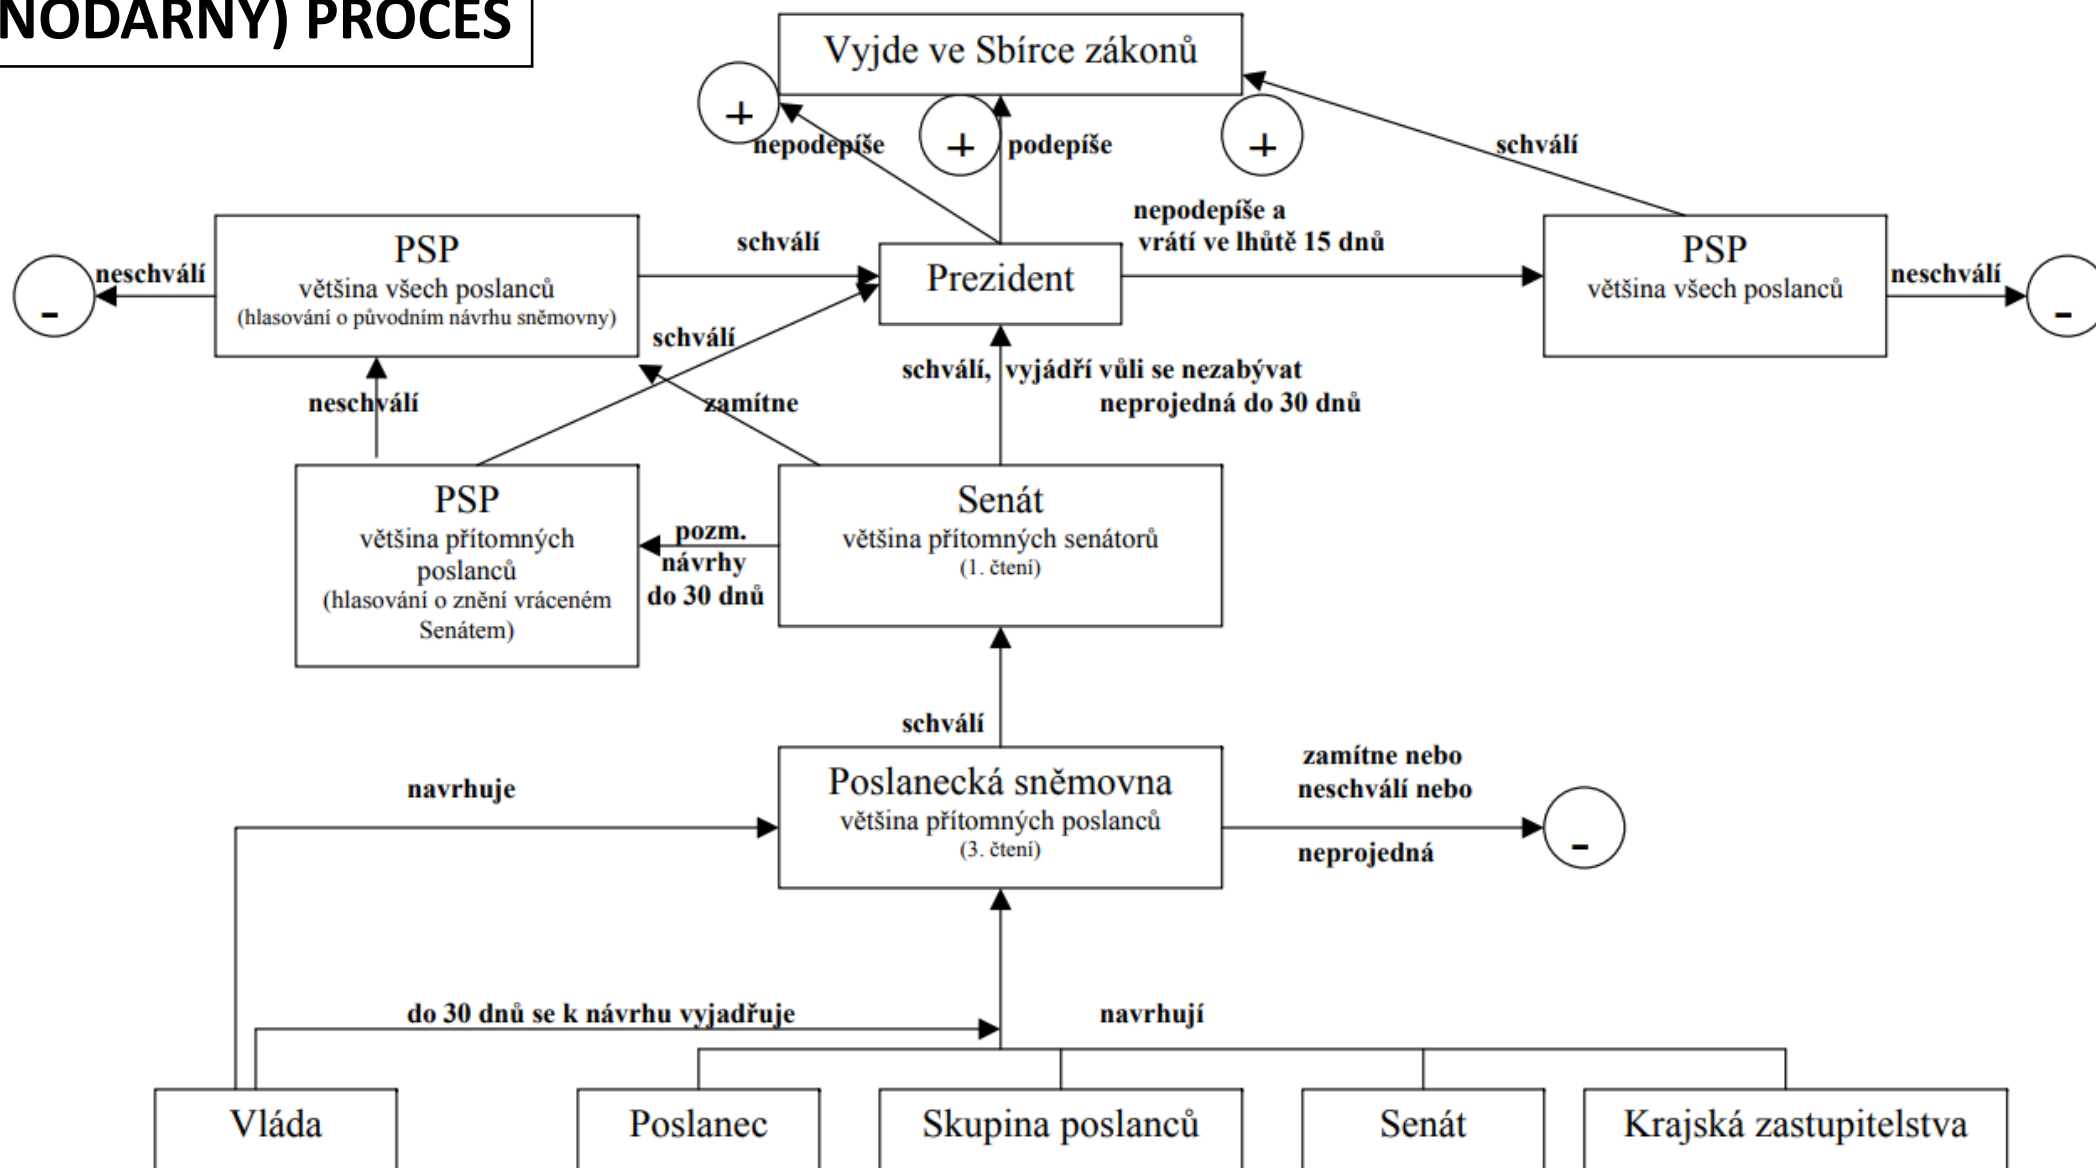 NODÁRNÝ) PROCES
Vyjde ve Sbírce zákonů
+
+
+
nepodepíše
podepíše
schválí
PSP
většina všech poslanců
(hlasování o původním návrhu sněmovny)
neschválí
-
schválí
Prezident
nepodepíše a
vrátí ve lhůtě 15 dnů
PSP
většina všech poslanců
neschválí
-
schválí
neschválí
zamítne
schválí, vyjádří vůli se nezabývat
neprojedná do 30 dnů
PSP
většina přítomných
poslanců
(hlasování o znění vráceném
Senátem)
pozm.
návrhy
do 30 dnů
Senát
většina přítomných senátorů
(1. čtení)
schválí
navrhuje
Poslanecká sněmovna
většina přítomných poslanců
(3. čtení)
zamítne nebo
neschválí nebo
neprojedná
-
do 30 dnů se k návrhu vyjadřuje
navrhují
Vláda
Poslanec
Skupina poslanců
Senát
Krajská zastupitelstva